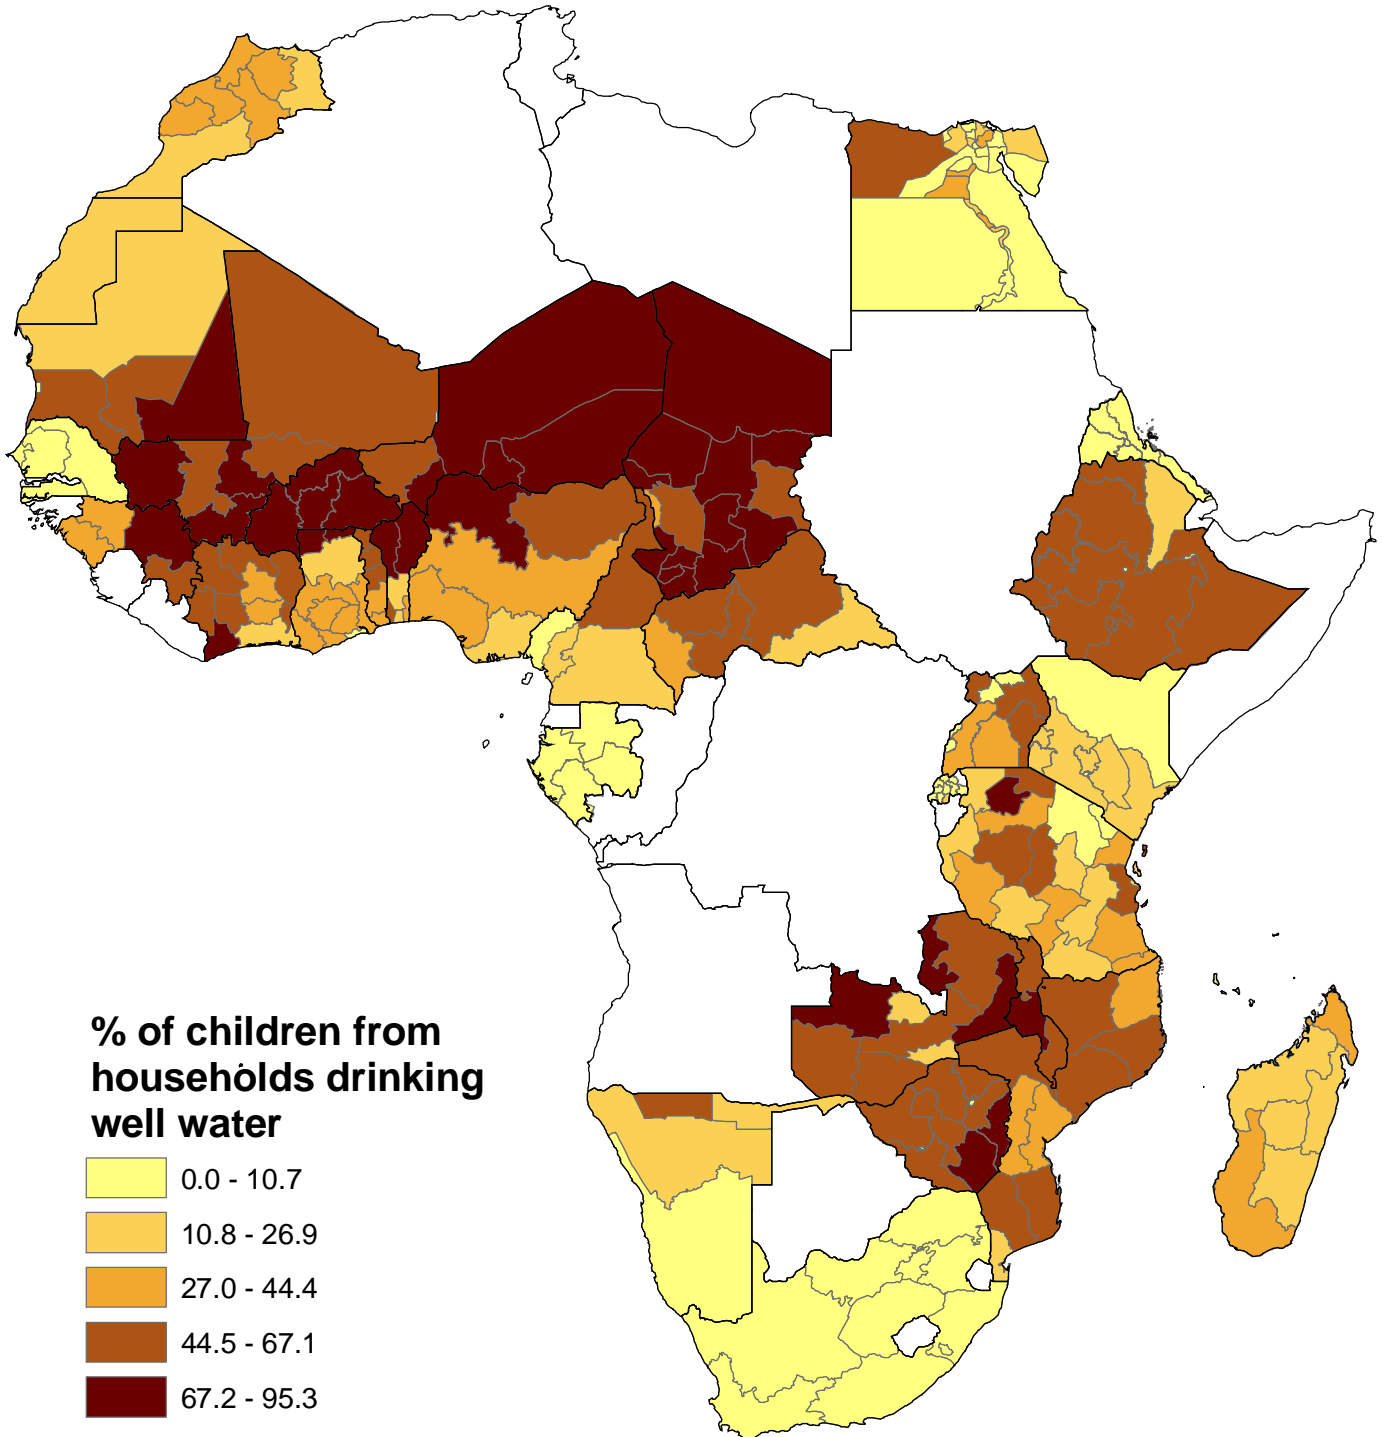 % of children from
households drinking
well water
0.0 - 10.7
10.8 - 26.9
27.0 - 44.4
44.5 - 67.1
67.2 - 95.3